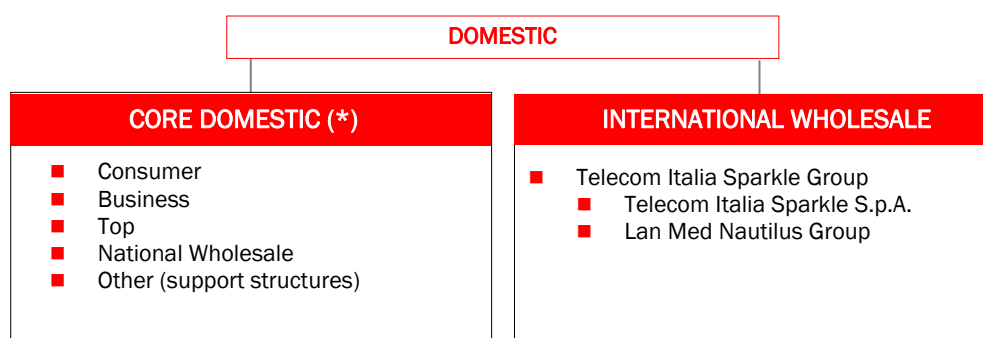 DOMESTIC
CORE DOMESTIC (*)
Consumer
Business
Top
National Wholesale
Other (support structures)
INTERNATIONAL WHOLESALE
Telecom Italia Sparkle Group
Telecom Italia Sparkle S.p.A.
Lan Med Nautilus Group